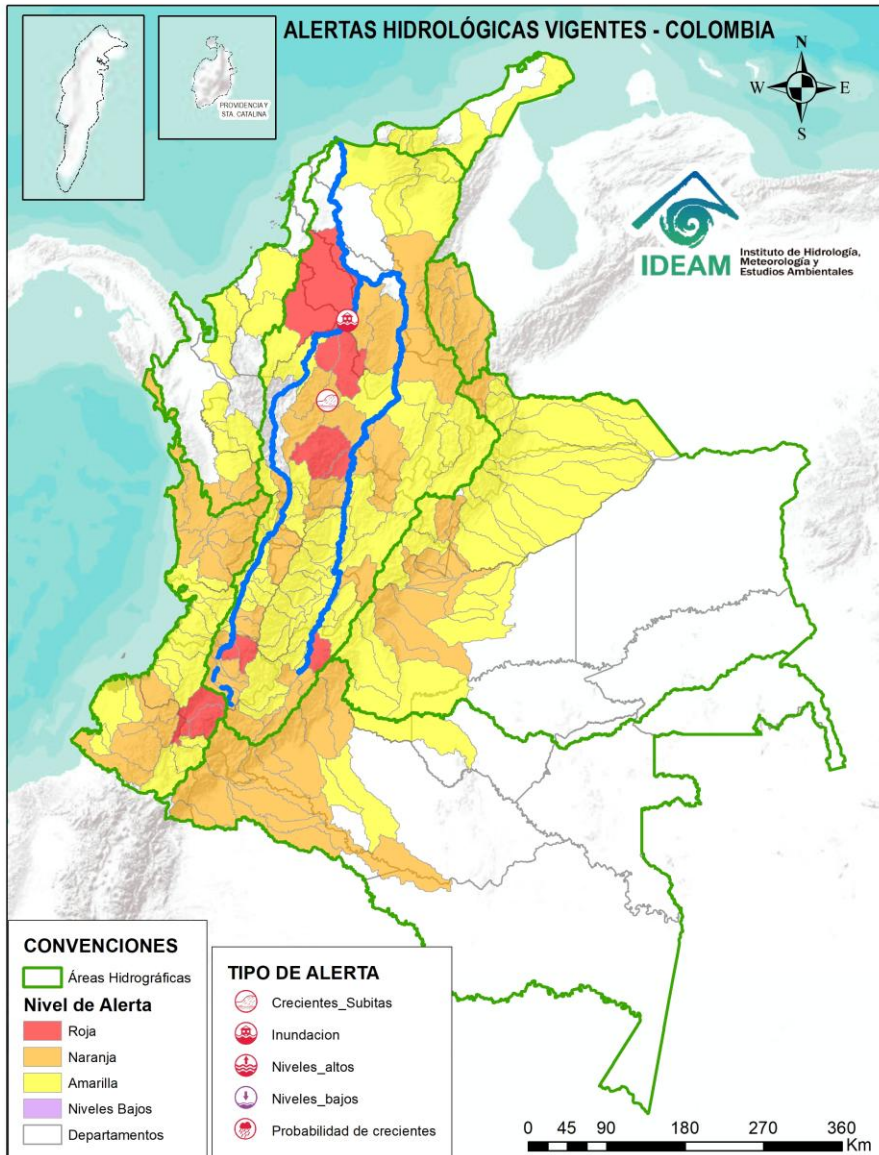 ALERTAS HIDROLÓGICAS VIGENTES - COLOMBIA
PROVIDENCIA Y
STA. CATALINA
N
W
E
S
IDEAM
Instituto de Hidrología,
Meteorología y
Estudios Ambientales
CONVENCIONES
Áreas Hidrográficas
Nivel de Alerta
Roja
Naranja
Amarilla
Niveles Bajos
Departamentos
TIPO DE ALERTA
Crecientes_Subitas
Inundacion
Niveles_altos
Niveles_bajos
Probabilidad de crecientes
0 45 90 180 270 360
Km